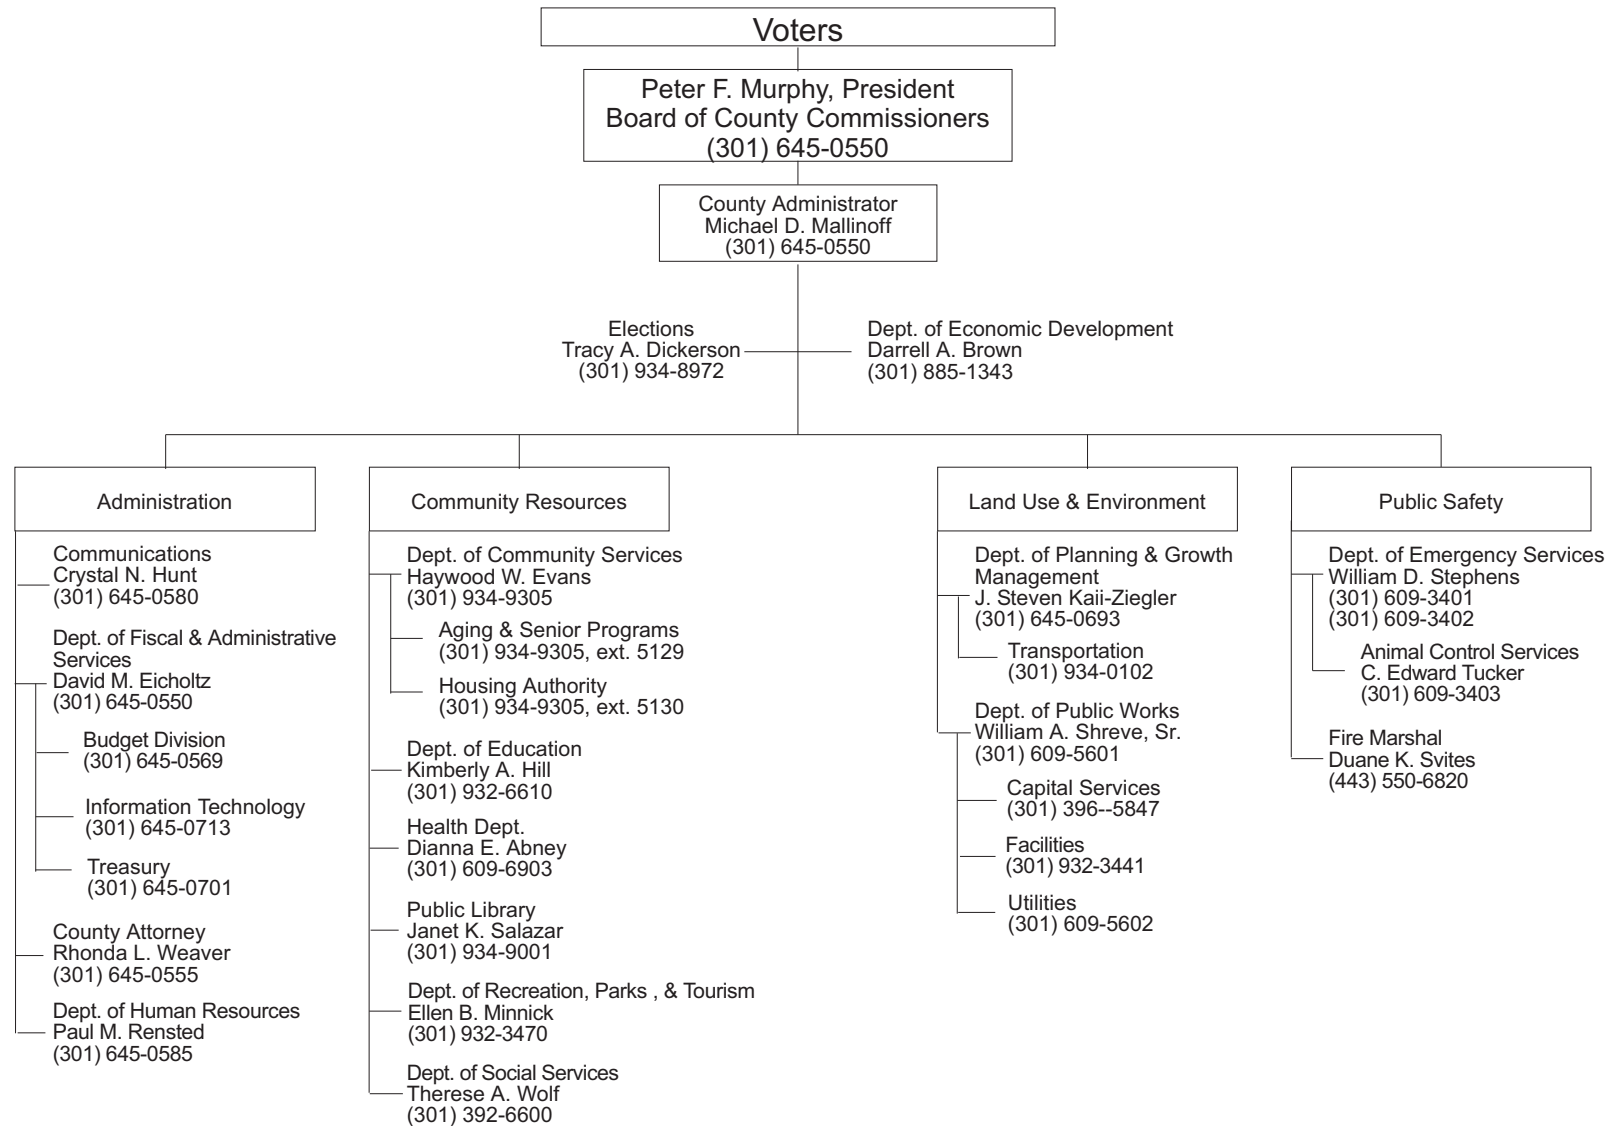 Voters
Peter F. Murphy, President
Board of County Commissioners
(301) 645-0550
County Administrator
Michael D. Mallinoff
(301) 645-0550
Elections
Tracy A. Dickerson
(301) 934-8972
Dept. of Economic Development
Darrell A. Brown
(301) 885-1343
Administration
Communications
Crystal N. Hunt
(301) 645-0580
Dept. of Fiscal & Administrative
Services
David M. Eicholtz
(301) 645-0550
Budget Division
(301) 645-0569
Information Technology
(301) 645-0713
Treasury
(301) 645-0701
County Attorney
Rhonda L. Weaver
(301) 645-0555
Dept. of Human Resources
Paul M. Rensted
(301) 645-0585
Community Resources
Dept. of Community Services
Haywood W. Evans
(301) 934-9305
Aging & Senior Programs
(301) 934-9305, ext. 5129
Housing Authority
(301) 934-9305, ext. 5130
Dept. of Education
Kimberly A. Hill
(301) 932-6610
Health Dept.
Dianna E. Abney
(301) 609-6903
Public Library
Janet K. Salazar
(301) 934-9001
Dept. of Recreation, Parks , & Tourism
Ellen B. Minnick
(301) 932-3470
Dept. of Social Services
Therese A. Wolf
(301) 392-6600
Land Use & Environment
Dept. of Planning & Growth
Management
J. Steven Kaii-Ziegler
(301) 645-0693
Transportation
(301) 934-0102
Dept. of Public Works
William A. Shreve, Sr.
(301) 609-5601
Capital Services
(301) 396--5847
Facilities
(301) 932-3441
Utilities
(301) 609-5602
Public Safety
Dept. of Emergency Services
William D. Stephens
(301) 609-3401
(301) 609-3402
Animal Control Services
C. Edward Tucker
(301) 609-3403
Fire Marshal
Duane K. Svites
(443) 550-6820